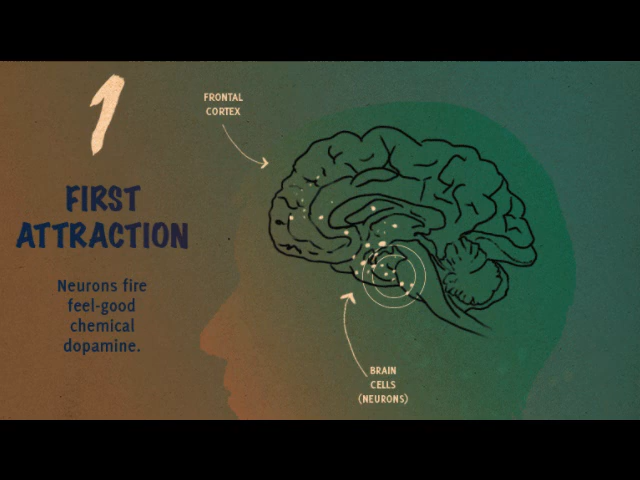 1
FIRST
ATTRACTION
Neurons fire
feel-good
chemical
dopamine.
FRONTAL
CORTEX
BRAIN
CELLS
(NEURONS)